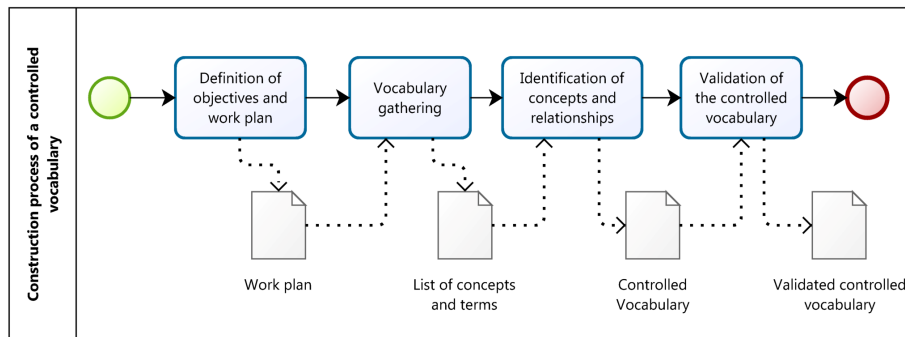 Construction process of a controlled
vocabulary
Definition of
objectives and
work plan
Vocabulary
gathering
Identification of
concepts and
relationships
Validation of
the controlled
vocabulary
Work plan
List of concepts
and terms
Controlled
Vocabulary
Validated controlled
vocabulary